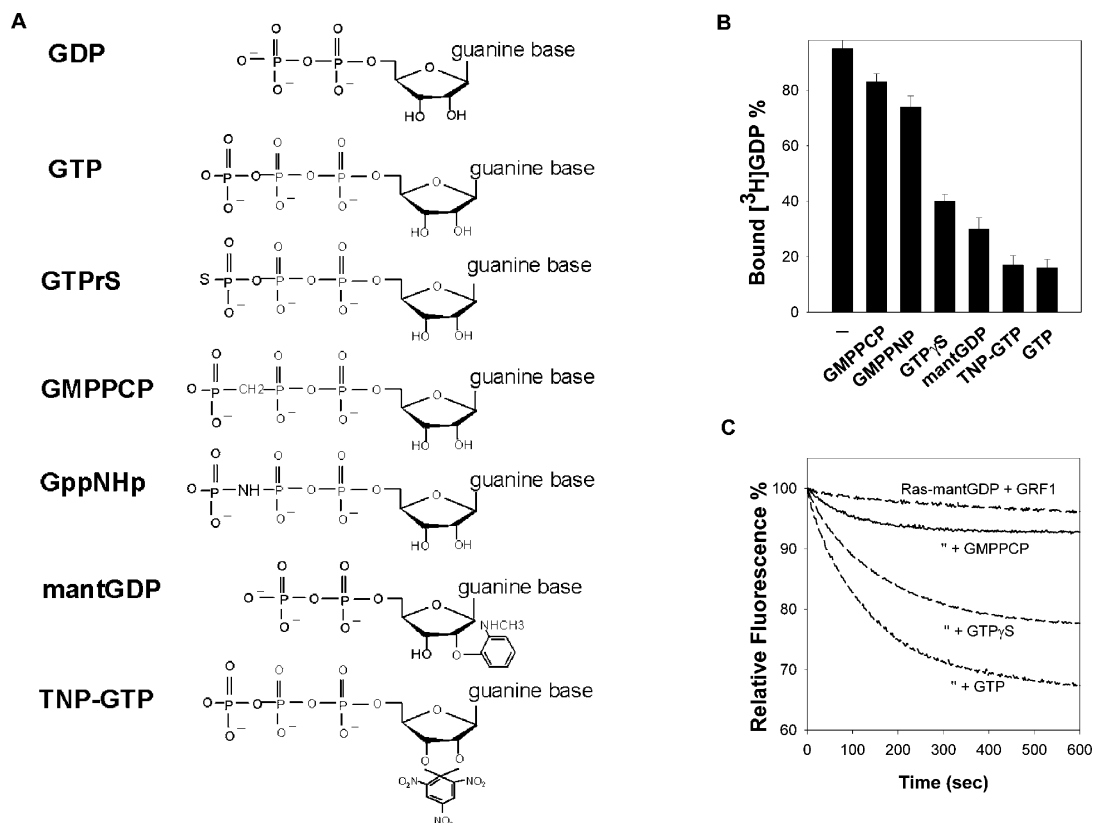 A
GDP
O⁻ P O P O O guanine base
O O
O⁻ O⁻
HO OH
GTP
O P O P O P O O guanine base
O O O
O⁻ O⁻ O⁻
HO OH
GTPrS
S P O P O P O O guanine base
O O O
O⁻ O⁻ O⁻
HO OH
GMPPCP
O P CH2 P O P O O guanine base
O O O
O⁻ O⁻ O⁻
HO OH
GppNHp
O P NH P O P O O guanine base
O O O
O⁻ O⁻ O⁻
HO OH
mantGDP
O⁻ P O P O O guanine base
O O
O⁻ O⁻
NHCH3
HO O
TNP-GTP
O P O P O P O O guanine base
O O O
O⁻ O⁻ O⁻
O O
O₂N NO₂
NO₂
B
Bound [³H]GDP %
80
60
40
20
0
–
GMPPCP
GMPPNP
GTPγS
mantGDP
TNP-GTP
GTP
C
Relative Fluorescence %
100
90
80
70
60
Ras-mantGDP + GRF1
" + GMPPCP
" + GTPγS
" + GTP
0 100 200 300 400 500 600
Time (sec)